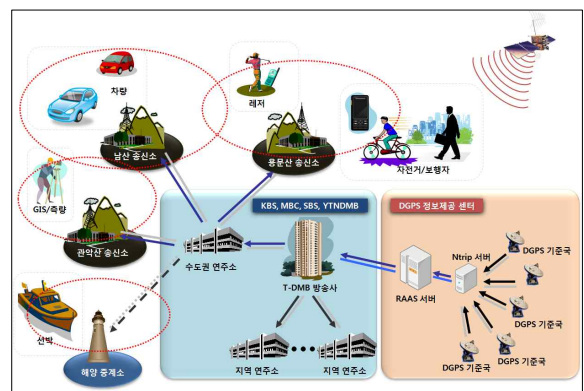 차량
레저
남산 송신소
용문산 송신소
자전거/보행자
GIS/측량
관악산 송신소
KBS, MBC, SBS, YTNDMB
DGPS 정보제공 센터
수도권 연주소
T-DMB 방송사
Ntrip 서버
RAAS 서버
DGPS 기준국
DGPS 기준국
DGPS 기준국
DGPS 기준국
DGPS 기준국
선박
해양 중계소
지역 연주소
지역 연주소